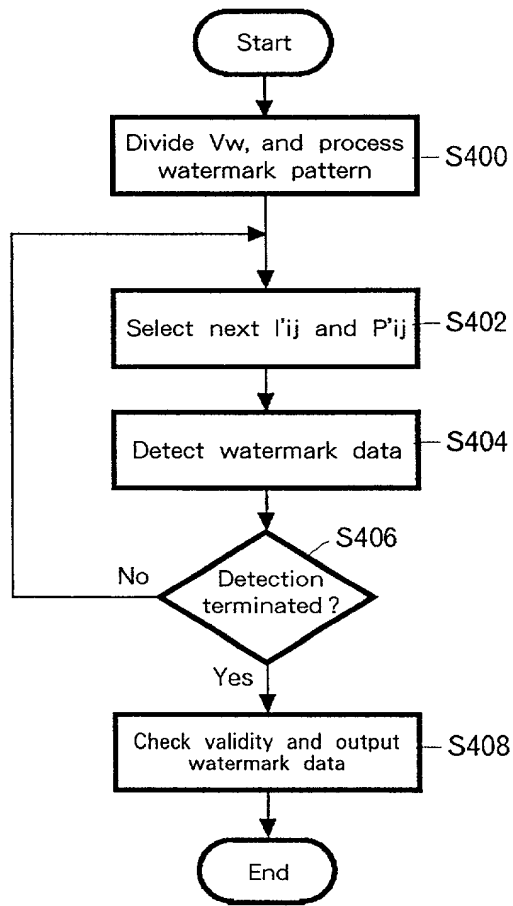 Start
Divide Vw, and process
watermark pattern
S400
Select next I'ij and P'ij
S402
Detect watermark data
S404
S406
Detection
terminated?
No
Yes
Check validity and output
watermark data
S408
End